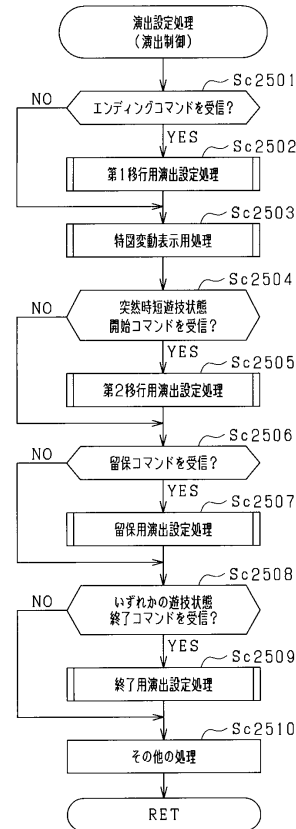 演出設定処理
(演出制御)
Sc2501
エンディングコマンドを受信?
NO
YES
Sc2502
第1移行用演出設定処理
Sc2503
特図変動表示用処理
Sc2504
突然時短遊技状態
開始コマンドを受信?
NO
YES
Sc2505
第2移行用演出設定処理
Sc2506
留保コマンドを受信?
NO
YES
Sc2507
留保用演出設定処理
Sc2508
いずれかの遊技状態
終了コマンドを受信?
NO
YES
Sc2509
終了用演出設定処理
Sc2510
その他の処理
RET